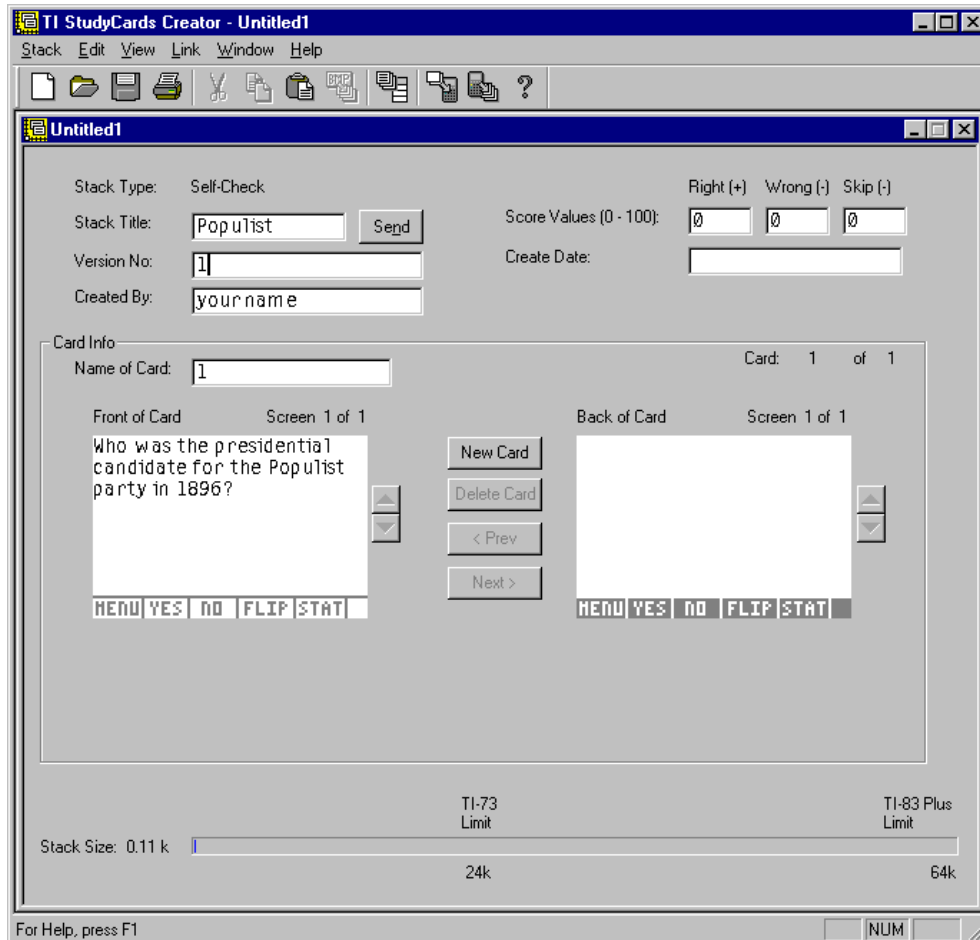 TI StudyCards Creator - Untitled1
Stack Edit View Link Window Help
BMP
?
Untitled1
Stack Type: Self-Check
Right (+) Wrong (-) Skip (-)
Stack Title: Populist Send
Score Values (0 - 100): 0 0 0
Version No: 1
Create Date:
Created By: your name
Card Info
Name of Card: 1
Card: 1 of 1
Front of Card Screen 1 of 1
Back of Card Screen 1 of 1
Who was the presidential
candidate for the Populist
party in 1896?
New Card
Delete Card
< Prev
Next >
MENU YES NO FLIP STAT
MENU YES NO FLIP STAT
TI-73
Limit
TI-83 Plus
Limit
Stack Size: 0.11 k
24k
64k
For Help, press F1
NUM